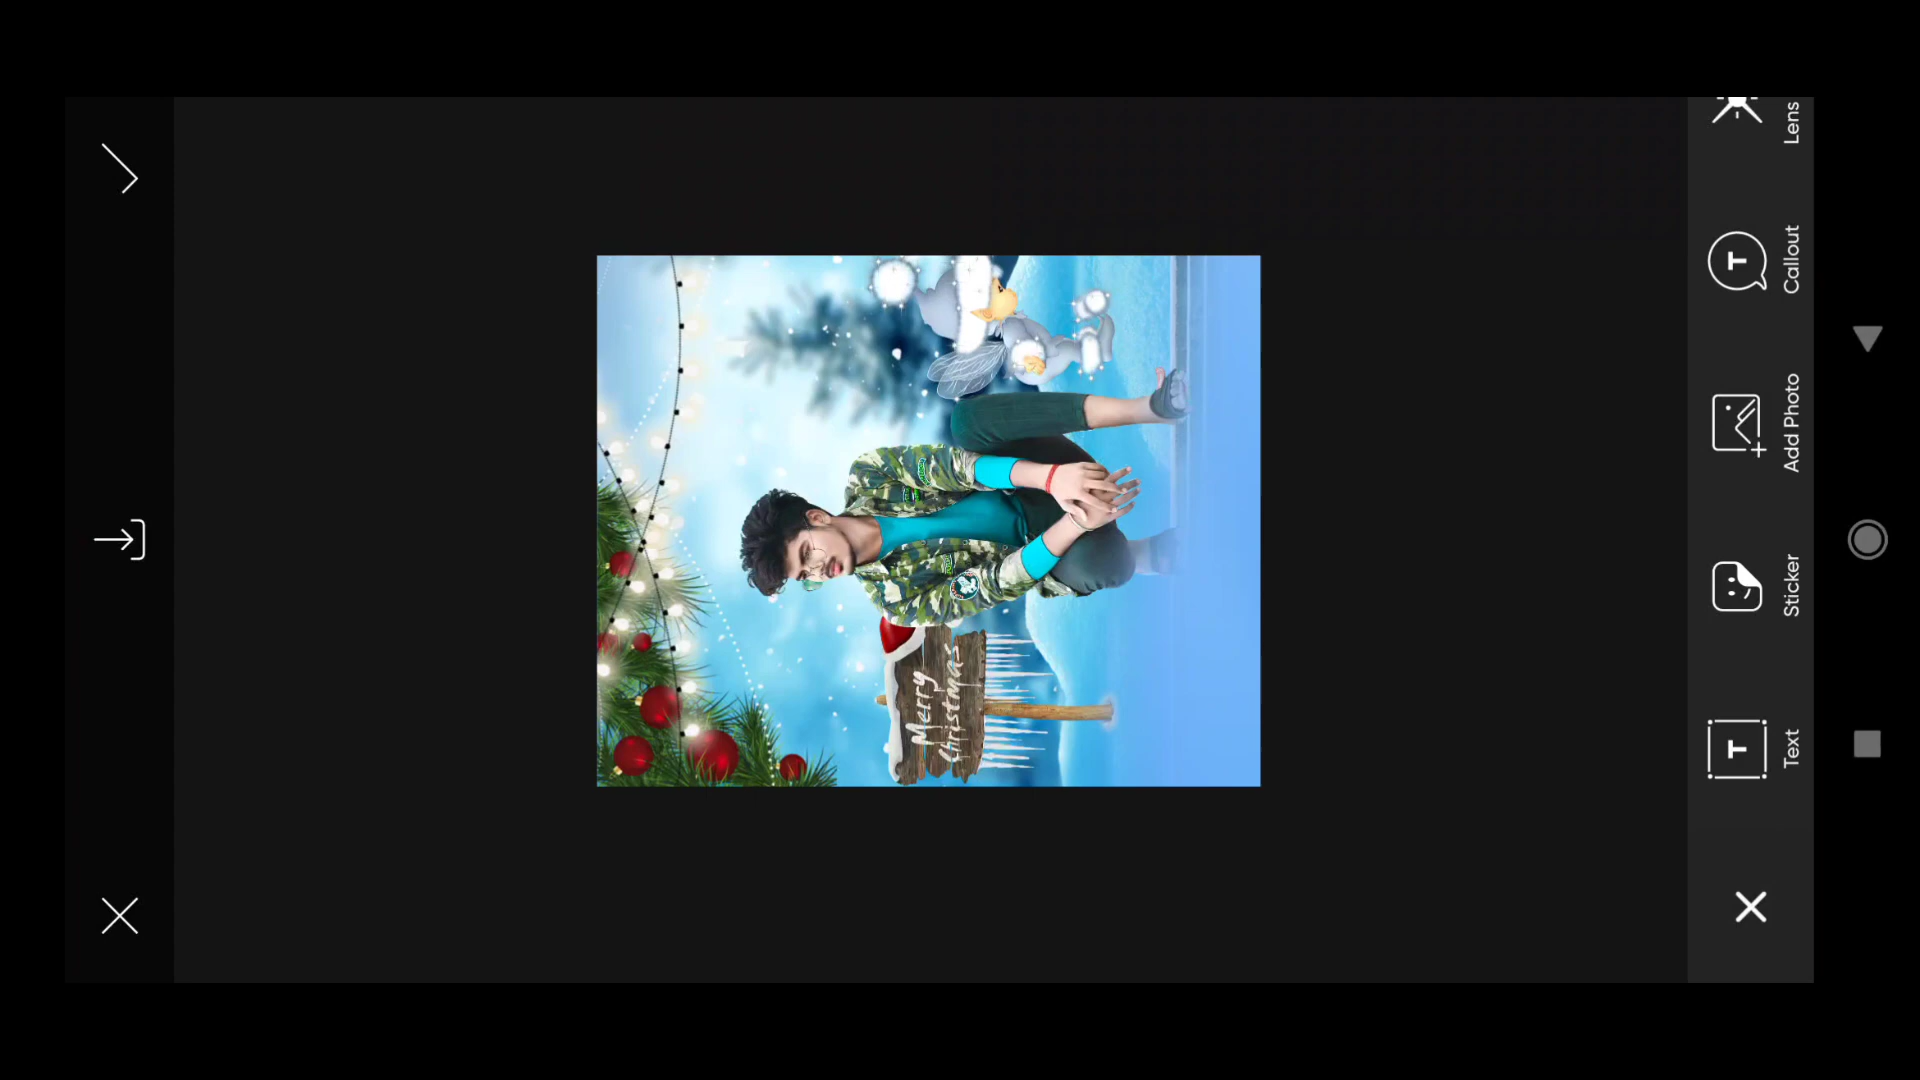 Merry
Christmas
Text
Sticker
Add Photo
Callout
Lens